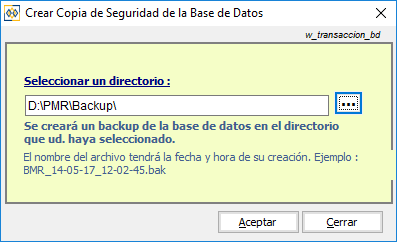 Crear Copia de Seguridad de la Base de Datos
w_transaccion_bd
Seleccionar un directorio :
D:\PMR\Backup\
...
Se creará un backup de la base de datos en el directorio
que ud. haya seleccionado.
El nombre del archivo tendrá la fecha y hora de su creación. Ejemplo :
BMR_14-05-17_12-02-45.bak
Aceptar
Cerrar